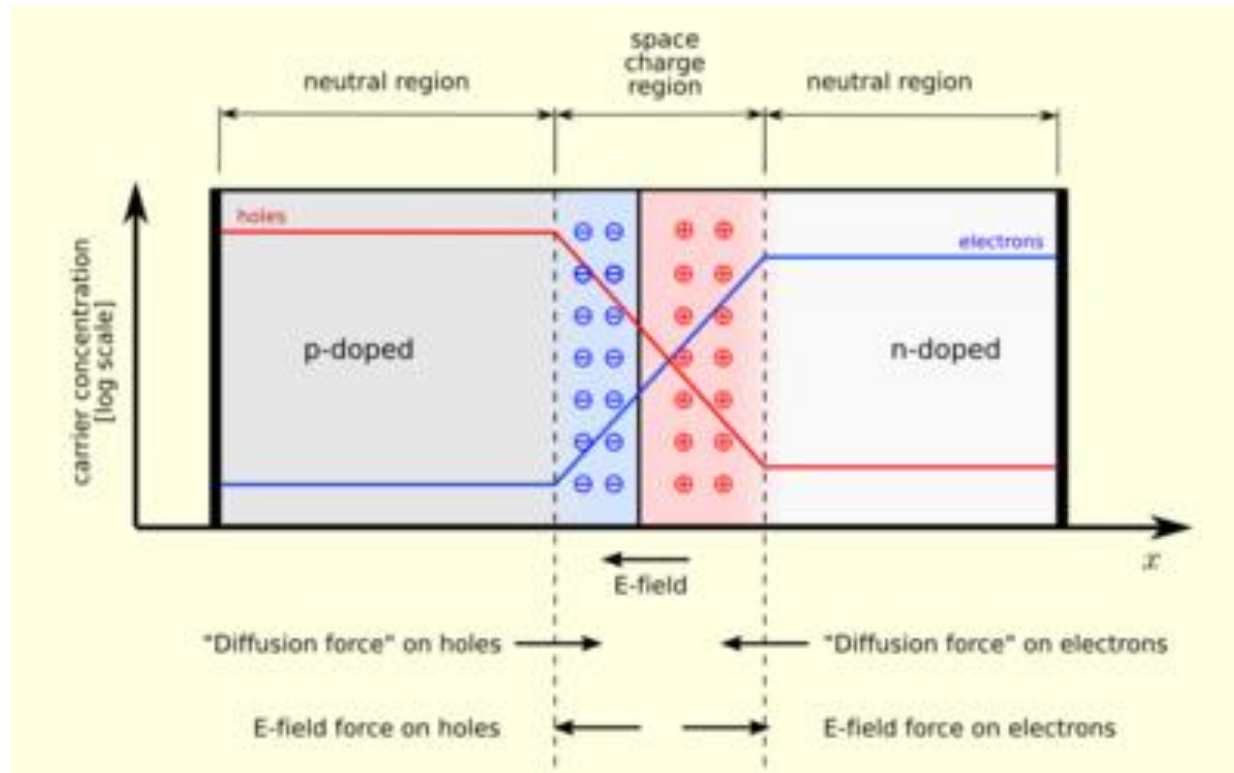 space
charge
region
neutral region
neutral region
holes
electrons
carrier concentration
[log scale]
p-doped
n-doped
x
E-field
"Diffusion force" on holes
"Diffusion force" on electrons
E-field force on holes
E-field force on electrons